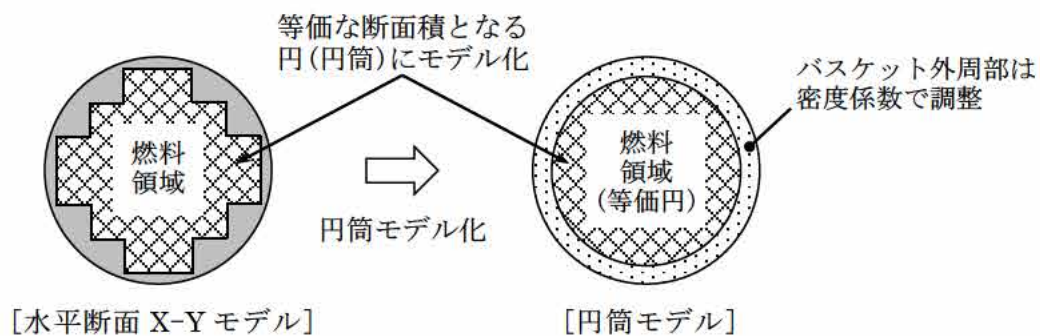 等価な断面積となる
円(円筒)にモデル化
バスケット外周部は
密度係数で調整
燃料
領域
円筒モデル化
燃料
領域
(等価円)
[水平断面 X-Y モデル]
[円筒モデル]